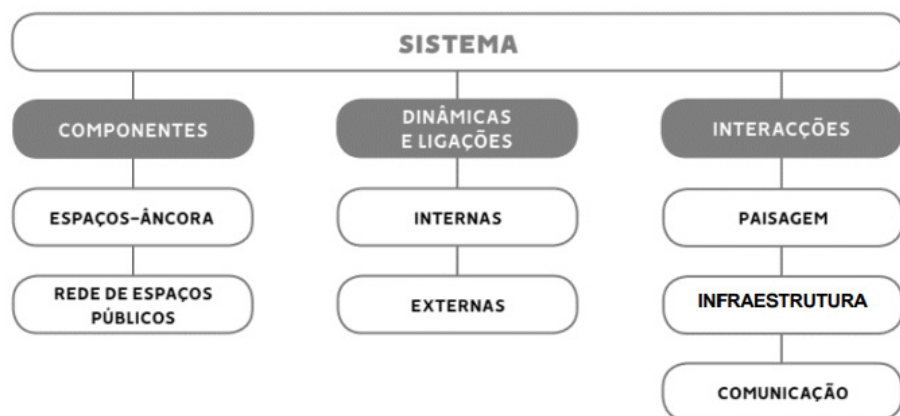 SISTEMA
COMPONENTES
DINÂMICAS
E LIGAÇÕES
INTERACÇÕES
ESPAÇOS-ÂNCORA
INTERNAS
PAISAGEM
REDE DE ESPAÇOS
PÚBLICOS
EXTERNAS
INFRAESTRUTURA
COMUNICAÇÃO